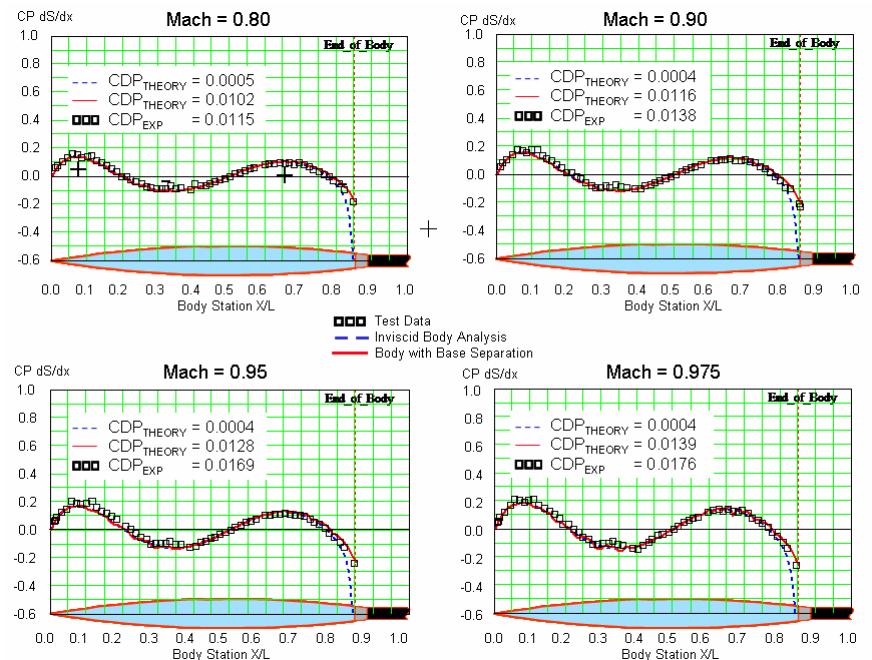 CP dS/dx
Mach = 0.80
1.0
0.8
0.6
0.4
0.2
0.0
-0.2
-0.4
-0.6
End_of_Body
CDPTHEORY = 0.0005
CDPTHEORY = 0.0102
CDPEXP = 0.0115
0.0 0.1 0.2 0.3 0.4 0.5 0.6 0.7 0.8 0.9 1.0
Body Station X/L
CP dS/dx
Mach = 0.90
1.0
0.8
0.6
0.4
0.2
0.0
-0.2
-0.4
-0.6
End_of_Body
CDPTHEORY = 0.0004
CDPTHEORY = 0.0116
CDPEXP = 0.0138
0.0 0.1 0.2 0.3 0.4 0.5 0.6 0.7 0.8 0.9 1.0
Body Station X/L
Test Data
Inviscid Body Analysis
Body with Base Separation
CP dS/dx
Mach = 0.95
1.0
0.8
0.6
0.4
0.2
0.0
-0.2
-0.4
-0.6
End_of_Body
CDPTHEORY = 0.0004
CDPTHEORY = 0.0128
CDPEXP = 0.0169
0.0 0.1 0.2 0.3 0.4 0.5 0.6 0.7 0.8 0.9 1.0
Body Station X/L
CP dS/dx
Mach = 0.975
1.0
0.8
0.6
0.4
0.2
0.0
-0.2
-0.4
-0.6
End_of_Body
CDPTHEORY = 0.0004
CDPTHEORY = 0.0139
CDPEXP = 0.0176
0.0 0.1 0.2 0.3 0.4 0.5 0.6 0.7 0.8 0.9 1.0
Body Station X/L